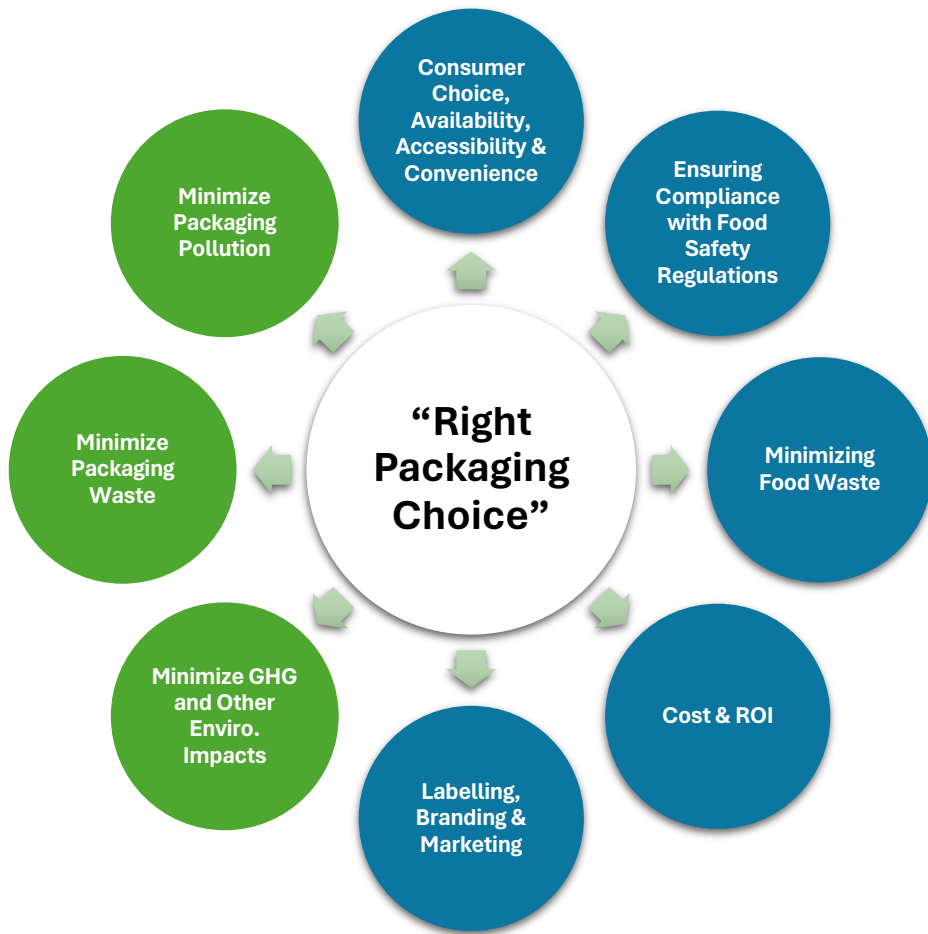 Consumer
Choice,
Availability,
Accessibility &
Convenience
Ensuring
Compliance
with Food
Safety
Regulations
Minimizing
Food Waste
Cost & ROI
Labelling,
Branding &
Marketing
Minimize GHG
and Other
Enviro.
Impacts
Minimize
Packaging
Waste
Minimize
Packaging
Pollution
“Right
Packaging
Choice”